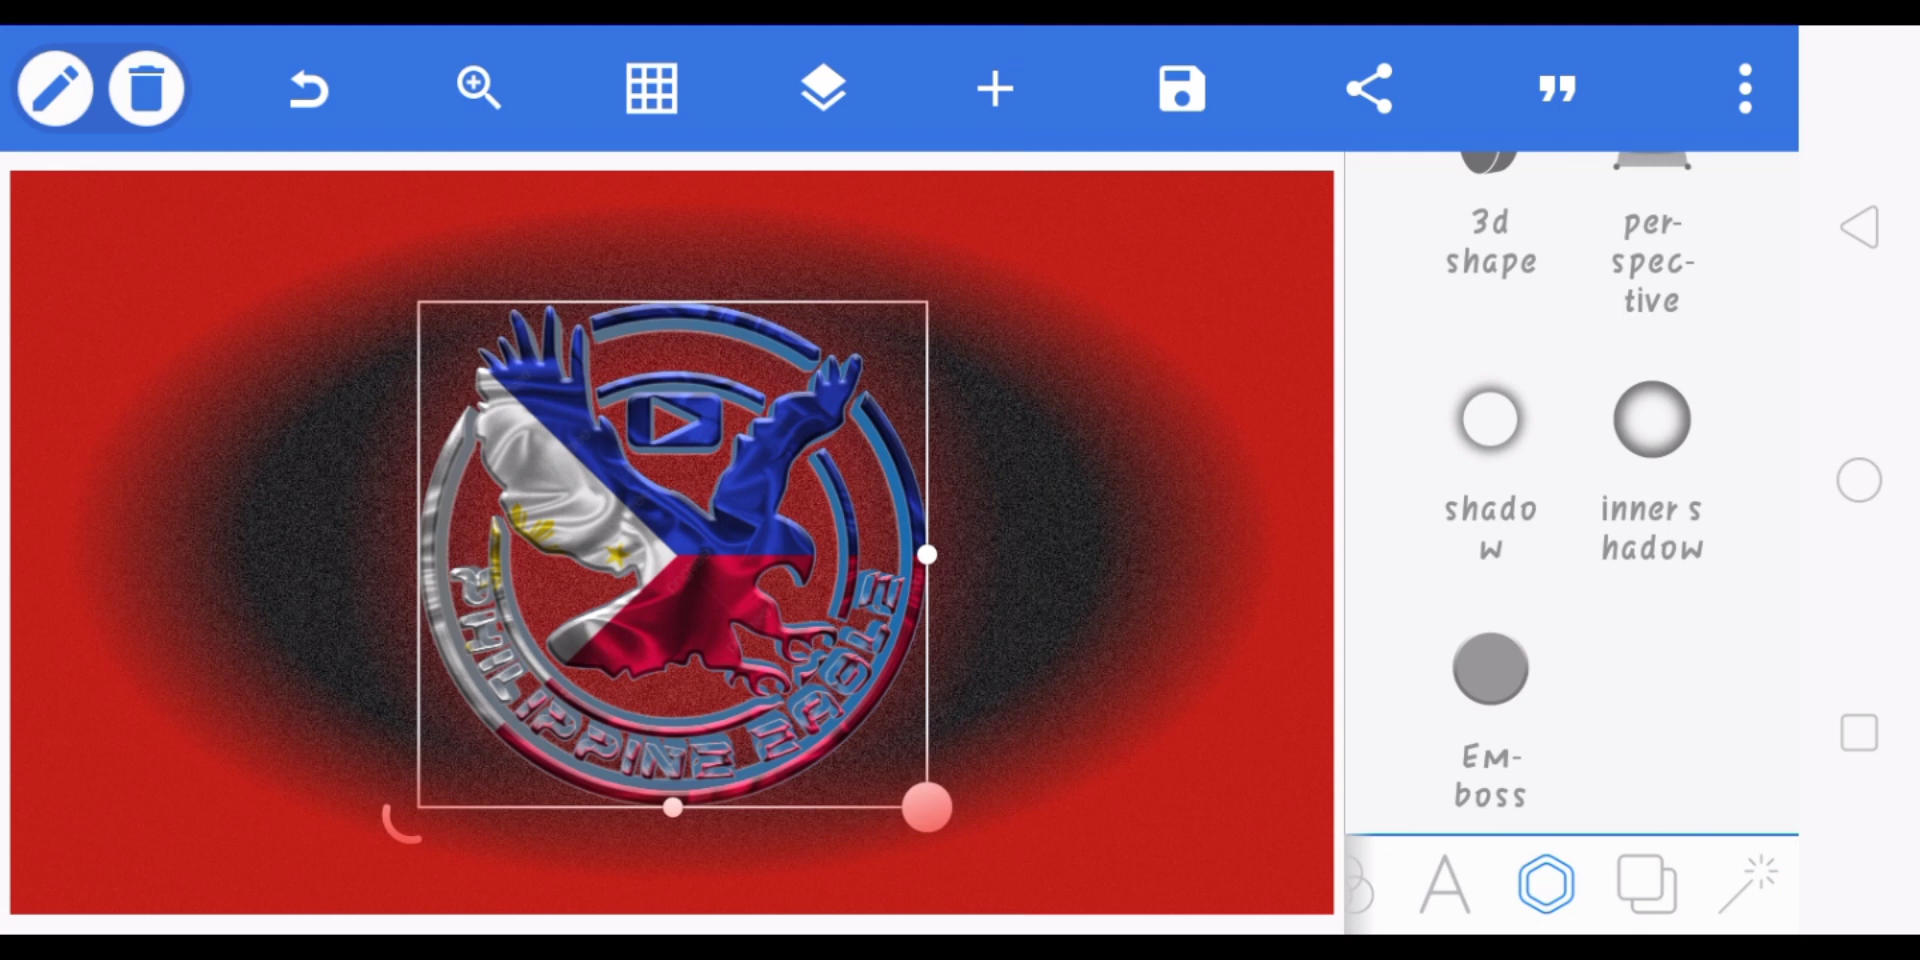 3d
shape
per-
spec-
tive
shado
w
inner s
hadow
Em-
boss
PHILIPPINE EAGLE